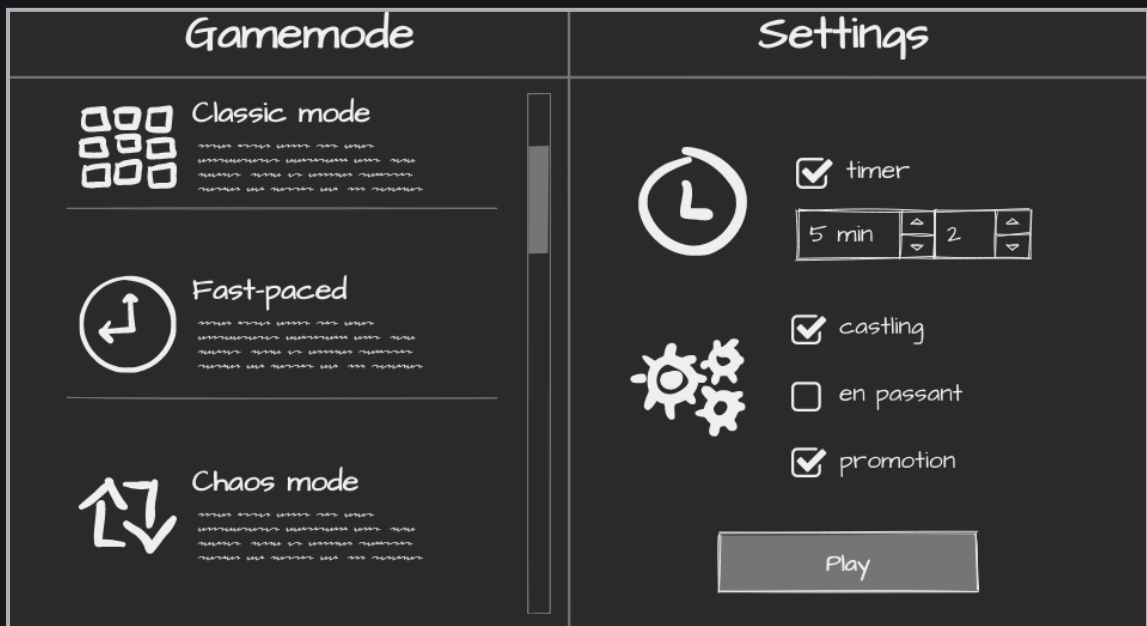 Gamemode
Classic mode
Fast-paced
Chaos mode
Settings
timer
5 min 2
castling
en passant
promotion
Play